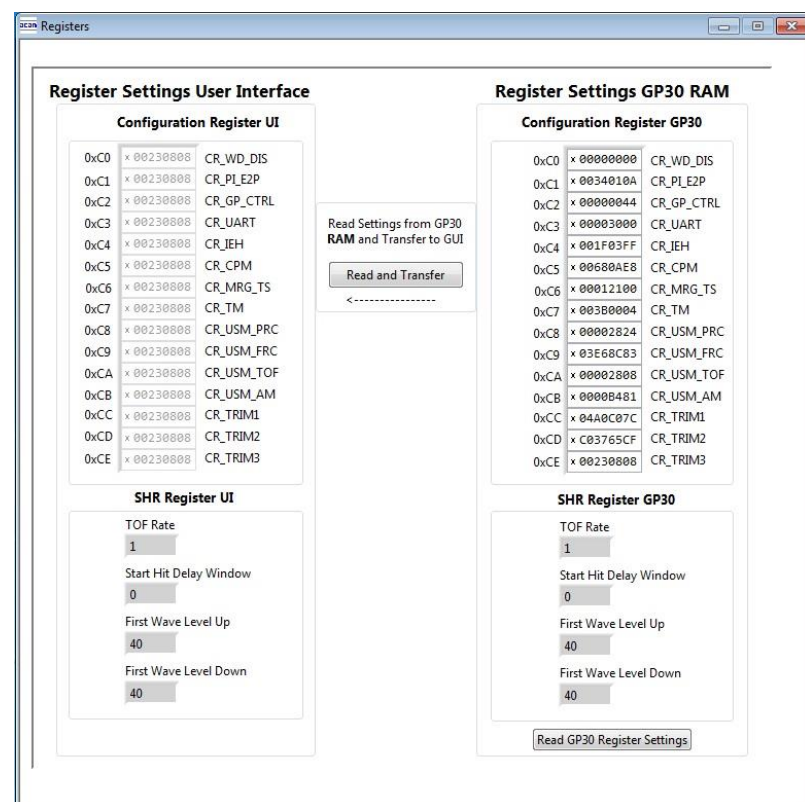 acam Registers
Register Settings User Interface
Configuration Register UI
0xC0 x 00230808 CR_WD_DIS
0xC1 x 00230808 CR_PI_E2P
0xC2 x 00230808 CR_GP_CTRL
0xC3 x 00230808 CR_UART
0xC4 x 00230808 CR_IEH
0xC5 x 00230808 CR_CPM
0xC6 x 00230808 CR_MRG_TS
0xC7 x 00230808 CR_TM
0xC8 x 00230808 CR_USM_PRC
0xC9 x 00230808 CR_USM_FRC
0xCA x 00230808 CR_USM_TOF
0xCB x 00230808 CR_USM_AM
0xCC x 00230808 CR_TRIM1
0xCD x 00230808 CR_TRIM2
0xCE x 00230808 CR_TRIM3
SHR Register UI
TOF Rate
1
Start Hit Delay Window
0
First Wave Level Up
40
First Wave Level Down
40
Read Settings from GP30
RAM and Transfer to GUI
Read and Transfer
<----------------
Register Settings GP30 RAM
Configuration Register GP30
0xC0 x 00000000 CR_WD_DIS
0xC1 x 0034010A CR_PI_E2P
0xC2 x 00000044 CR_GP_CTRL
0xC3 x 00003000 CR_UART
0xC4 x 001F03FF CR_IEH
0xC5 x 00680AE8 CR_CPM
0xC6 x 00012100 CR_MRG_TS
0xC7 x 003B0004 CR_TM
0xC8 x 00002824 CR_USM_PRC
0xC9 x 03E68C83 CR_USM_FRC
0xCA x 00002808 CR_USM_TOF
0xCB x 0000B481 CR_USM_AM
0xCC x 04A0C07C CR_TRIM1
0xCD x C03765CF CR_TRIM2
0xCE x 00230808 CR_TRIM3
SHR Register GP30
TOF Rate
1
Start Hit Delay Window
0
First Wave Level Up
40
First Wave Level Down
40
Read GP30 Register Settings